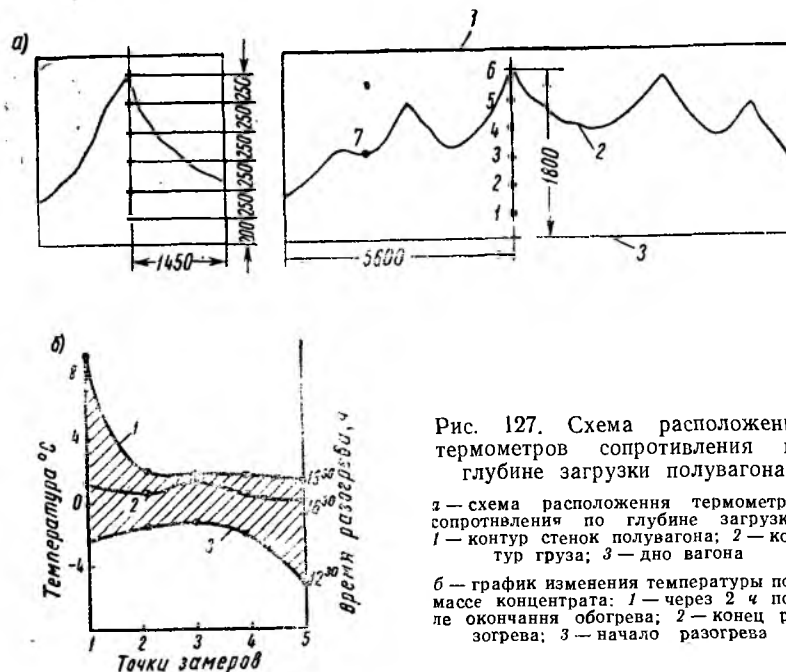 а)
1
6
5
4
3
2
1
7
2
3
250
250
250
250
250
200
1450
5600
1800
б)
Температура °С
8
4
0
-4
1
2
3
15³⁰
16³⁰
12³⁰
Время разогрева, ч
1 2 3 4 5
Точки замеров
Рис. 127. Схема расположени
термометров сопротивления
глубине загрузки полувагона
а — схема расположения термометр
сопротивления по глубине загрузк
1 — контур стенок полувагона; 2 — ко
тур груза; 3 — дно вагона
б — график изменения температуры по
массе концентрата: 1 — через 2 ч по
ле окончания обогрева; 2 — конец р
зогрева; 3 — начало разогрева